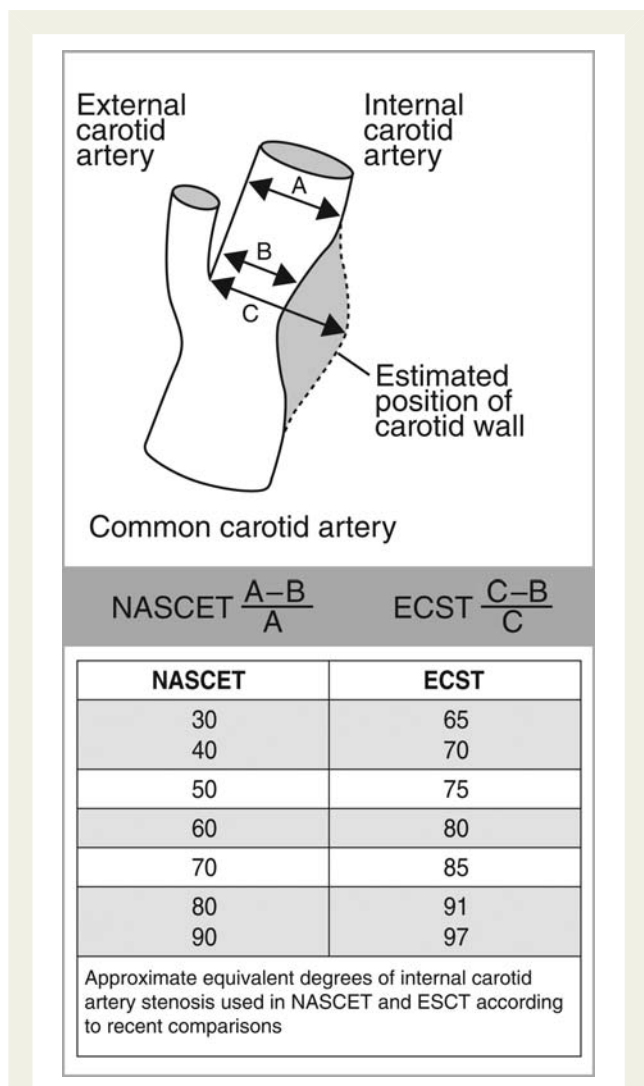 External
carotid
artery
Internal
carotid
artery
A
B
C
Estimated
position of
carotid wall
Common carotid artery
NASCET A–B / A ECST C–B / C
NASCET ECST
30 65
40 70
50 75
60 80
70 85
80 91
90 97
Approximate equivalent degrees of internal carotid
artery stenosis used in NASCET and ESCT according
to recent comparisons